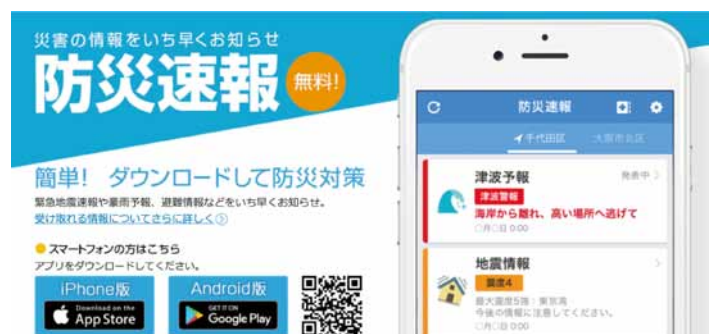 災害の情報をいち早くお知らせ
防災速報
無料!
簡単! ダウンロードして防災対策
緊急地震速報や豪雨予報、避難情報などをいち早くお知らせ。
受け取れる情報についてさらに詳しく
スマートフォンの方はこちら
アプリをダウンロードしてください。
iPhone版
Download on the
App Store
Android版
GET IT ON
Google Play
防災速報
千代田区
大阪市北区
津波予報
発表中
津波警報
海岸から離れ、高い場所へ逃げて
○月○日 0:00
地震情報
震度4
最大震度5強:東京湾
今後の情報に注意してください。
○月○日 0:00